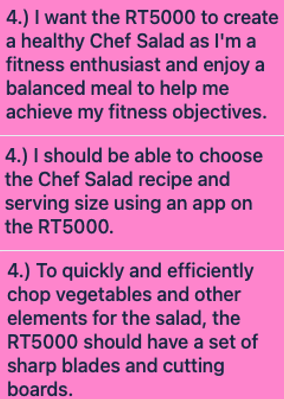 4.) I want the RT5000 to create
a healthy Chef Salad as I'm a
fitness enthusiast and enjoy a
balanced meal to help me
achieve my fitness objectives.
4.) I should be able to choose
the Chef Salad recipe and
serving size using an app on
the RT5000.
4.) To quickly and efficiently
chop vegetables and other
elements for the salad, the
RT5000 should have a set of
sharp blades and cutting
boards.